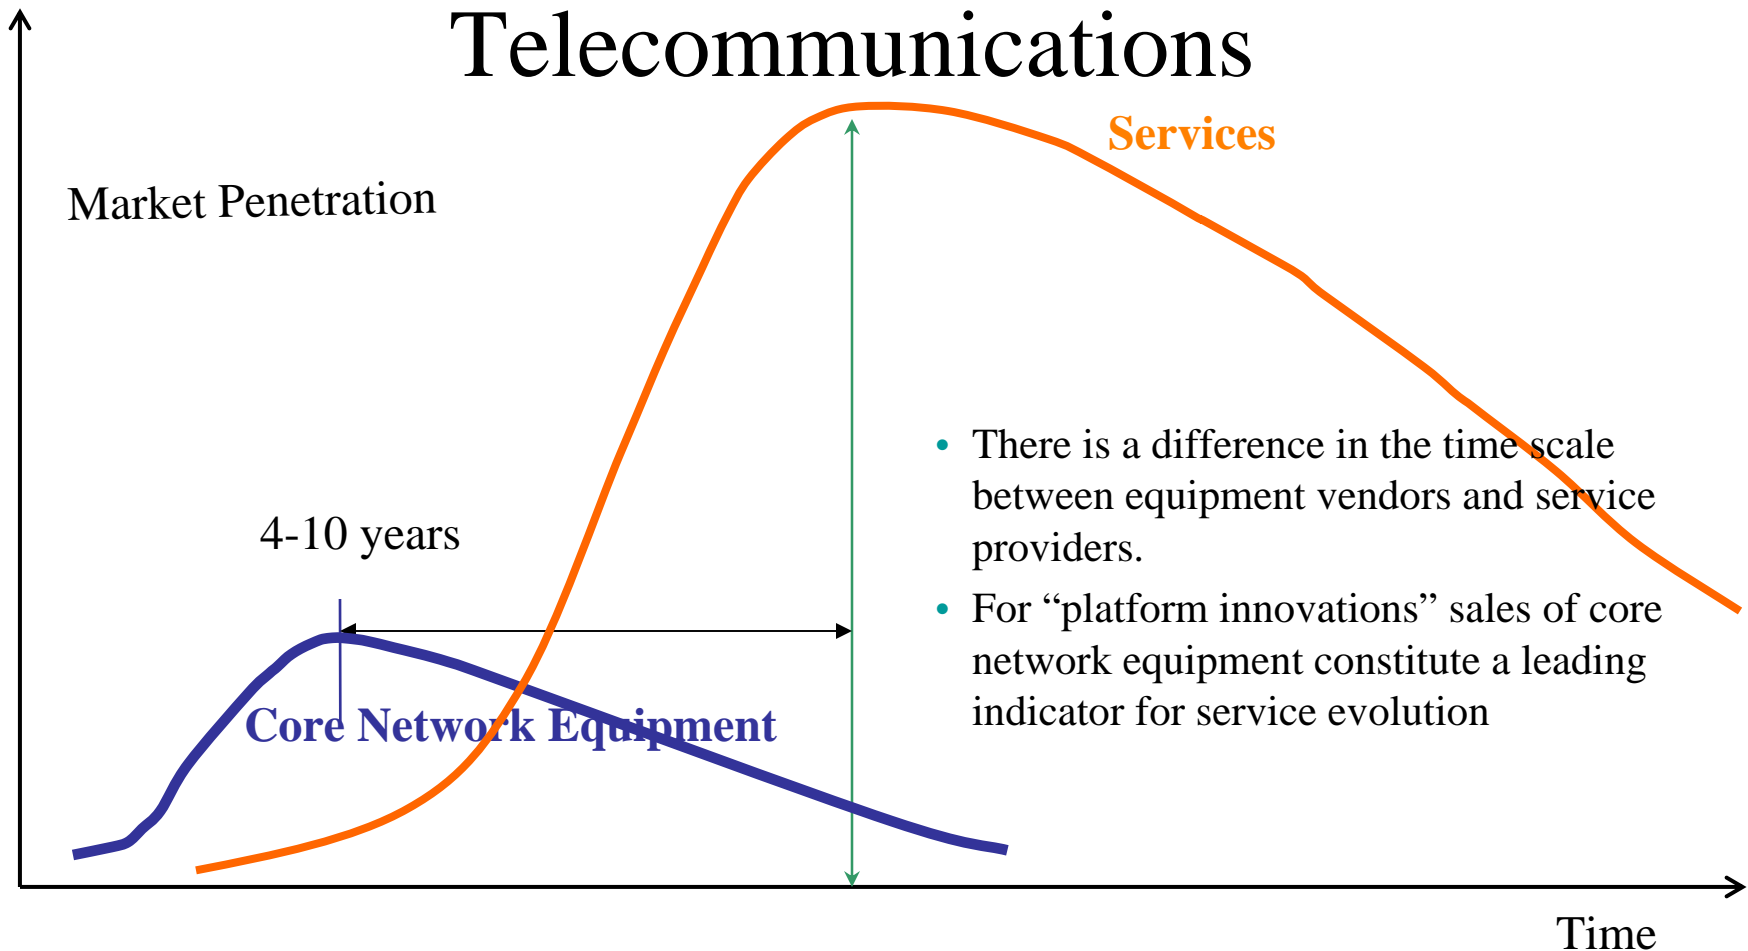 Telecommunications
Services
Market Penetration
4-10 years
Core Network Equipment
• There is a difference in the time scale
between equipment vendors and service
providers.
• For “platform innovations” sales of core
network equipment constitute a leading
indicator for service evolution
Time